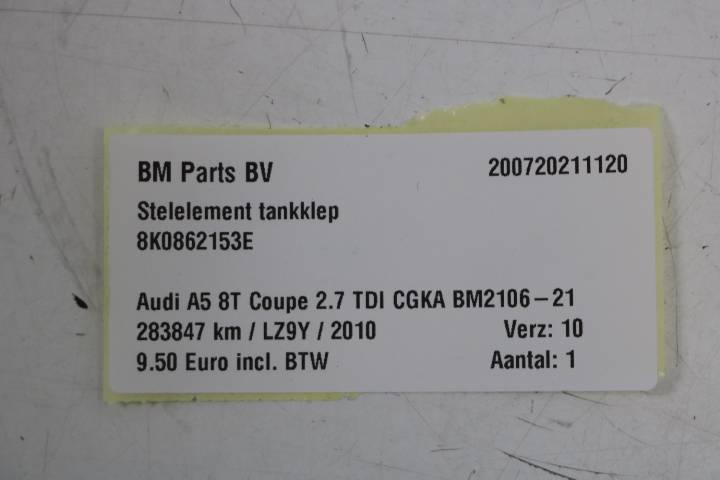 BM Parts BV 200720211120
Stelelement tankklep
8K0862153E
Audi A5 8T Coupe 2.7 TDI CGKA BM2106-21
283847 km / LZ9Y / 2010 Verz: 10
9.50 Euro incl. BTW Aantal: 1